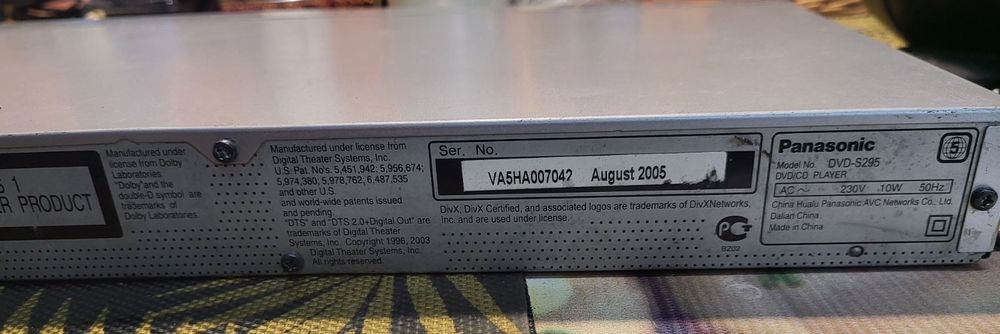 S 1
ER PRODUCT
Manufactured under
license from Dolby
Laboratories.
"Dolby" and the
double-D symbol are
trademarks of
Dolby Laboratories.
Manufactured under license from
Digital Theater Systems, Inc.
U.S. Pat. No's. 5,451,942; 5,956,674;
5,974,380; 5,978,762; 6,487,535
and other U.S.
and world-wide patents issued
and pending.
"DTS" and "DTS 2.0+Digital Out" are
trademarks of Digital Theater
Systems, Inc. Copyright 1996, 2003
Digital Theater Systems, Inc.
All rights reserved.
Ser. No.
VA5HA007042 August 2005
DivX, DivX Certified, and associated logos are trademarks of DivXNetworks,
Inc. and are used under license.
BZ02
Panasonic
5
Model No. DVD-S295
DVD/CD PLAYER
AC ~ 230V 10W 50Hz
China Hualu Panasonic AVC Networks Co., Ltd.
Dalian China
Made in China